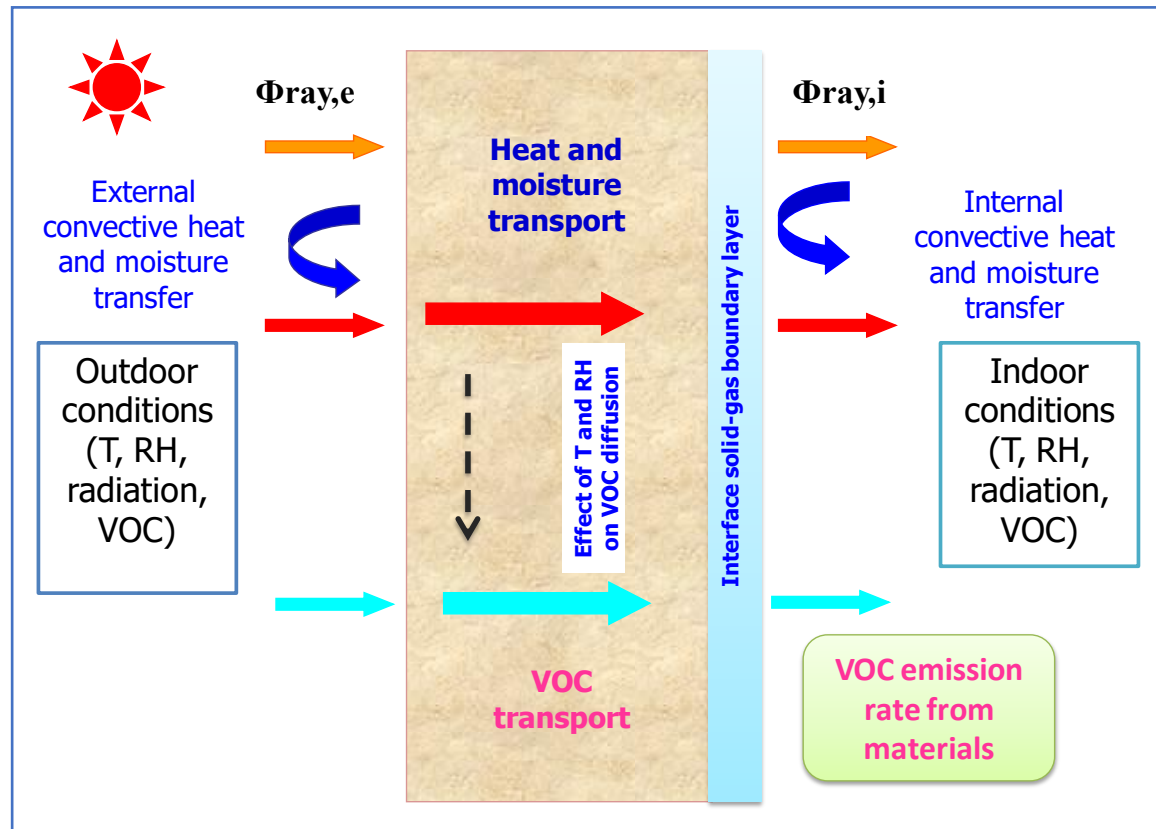 Φray,e
Φray,i
External
convective heat
and moisture
transfer
Heat and
moisture
transport
Internal
convective heat
and moisture
transfer
Outdoor
conditions
(T, RH,
radiation,
VOC)
Effect of T and RH
on VOC diffusion
Interface solid-gas boundary layer
Indoor
conditions
(T, RH,
radiation,
VOC)
VOC
transport
VOC emission
rate from
materials